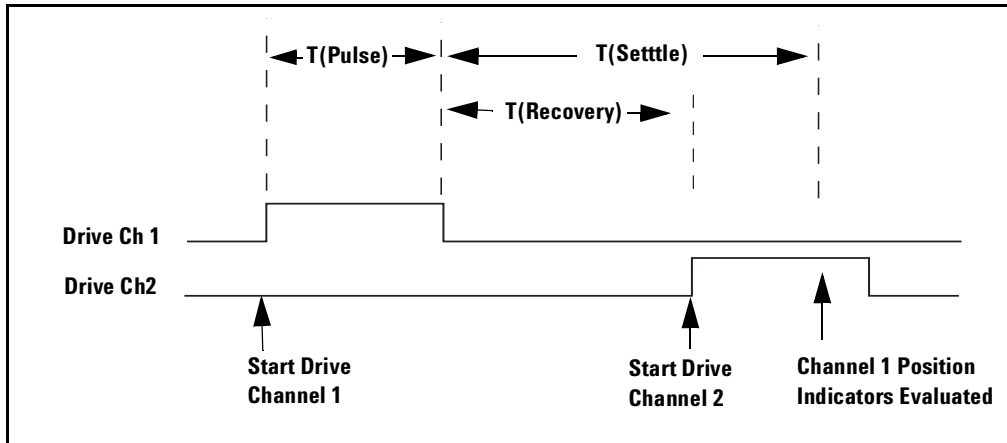 T(Pulse)
T(Setttle)
T(Recovery)
Drive Ch 1
Drive Ch2
Start Drive
Channel 1
Start Drive
Channel 2
Channel 1 Position
Indicators Evaluated